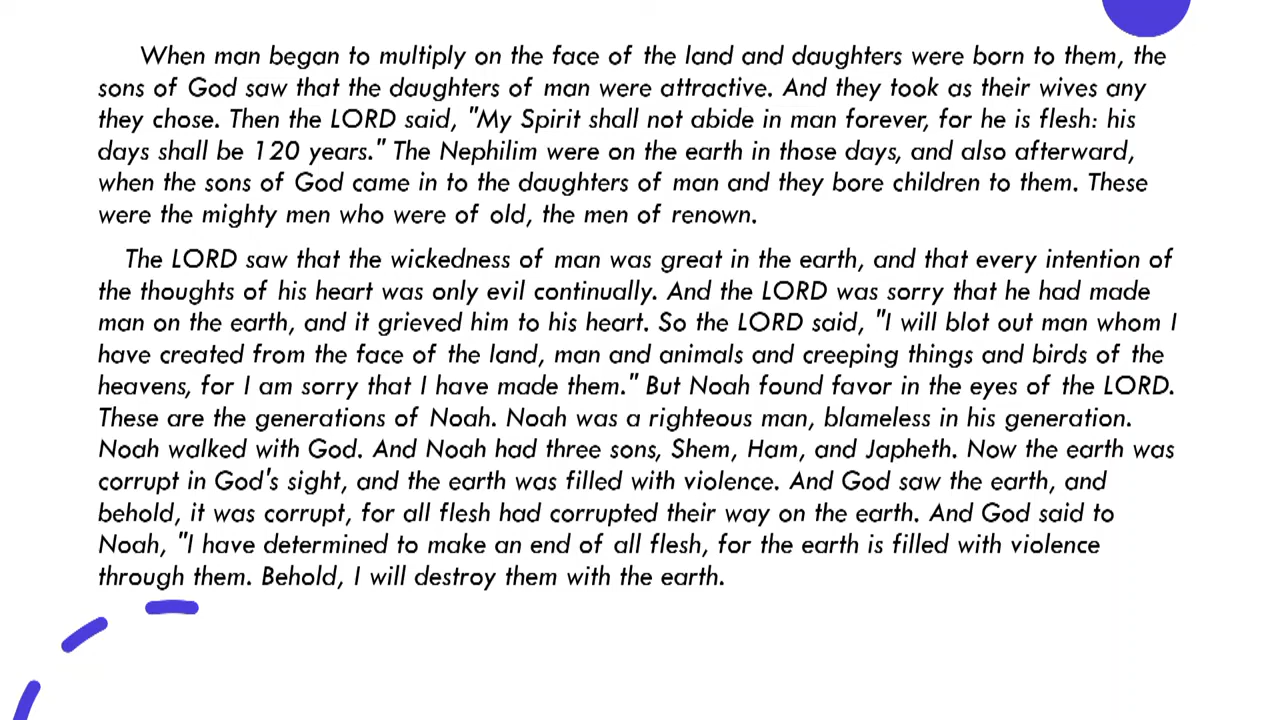 When man began to multiply on the face of the land and daughters were born to them, the
sons of God saw that the daughters of man were attractive. And they took as their wives any
they chose. Then the LORD said, "My Spirit shall not abide in man forever, for he is flesh: his
days shall be 120 years." The Nephilim were on the earth in those days, and also afterward,
when the sons of God came in to the daughters of man and they bore children to them. These
were the mighty men who were of old, the men of renown.
The LORD saw that the wickedness of man was great in the earth, and that every intention of
the thoughts of his heart was only evil continually. And the LORD was sorry that he had made
man on the earth, and it grieved him to his heart. So the LORD said, "I will blot out man whom I
have created from the face of the land, man and animals and creeping things and birds of the
heavens, for I am sorry that I have made them." But Noah found favor in the eyes of the LORD.
These are the generations of Noah. Noah was a righteous man, blameless in his generation.
Noah walked with God. And Noah had three sons, Shem, Ham, and Japheth. Now the earth was
corrupt in God's sight, and the earth was filled with violence. And God saw the earth, and
behold, it was corrupt, for all flesh had corrupted their way on the earth. And God said to
Noah, "I have determined to make an end of all flesh, for the earth is filled with violence
through them. Behold, I will destroy them with the earth.